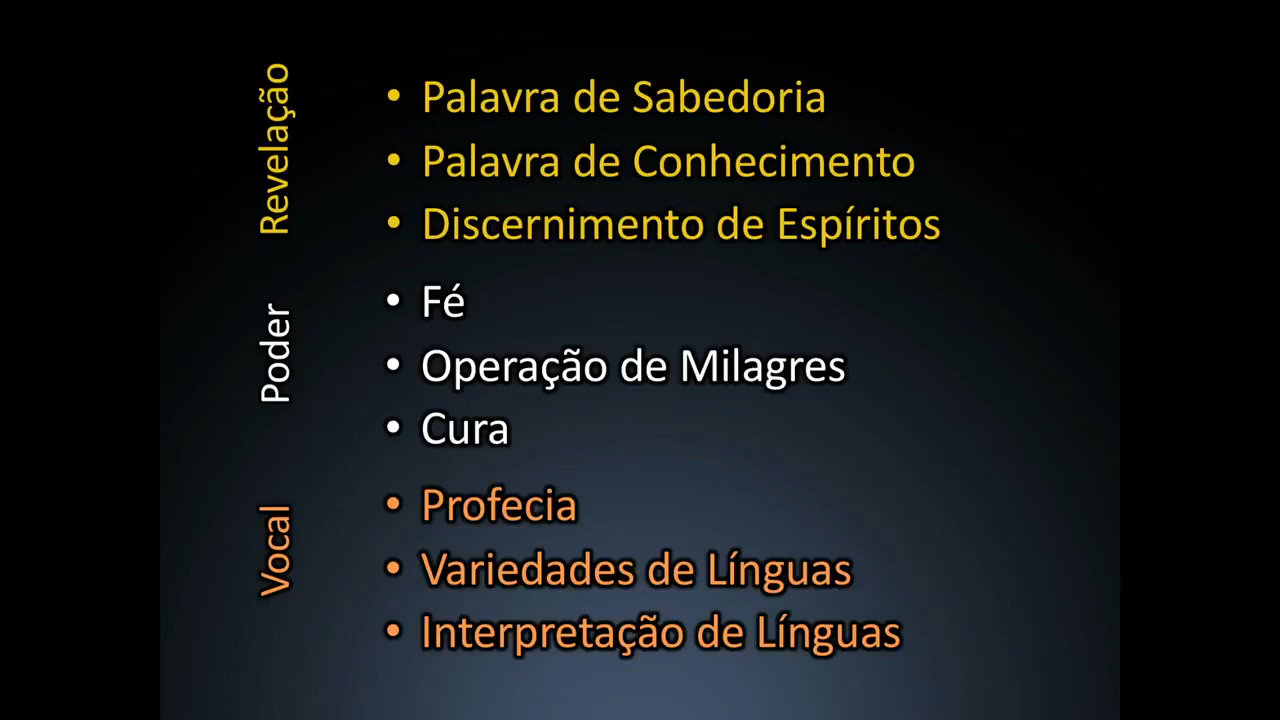 Revelação
• Palavra de Sabedoria
• Palavra de Conhecimento
• Discernimento de Espíritos
Poder
• Fé
• Operação de Milagres
• Cura
Vocal
• Profecia
• Variedades de Línguas
• Interpretação de Línguas